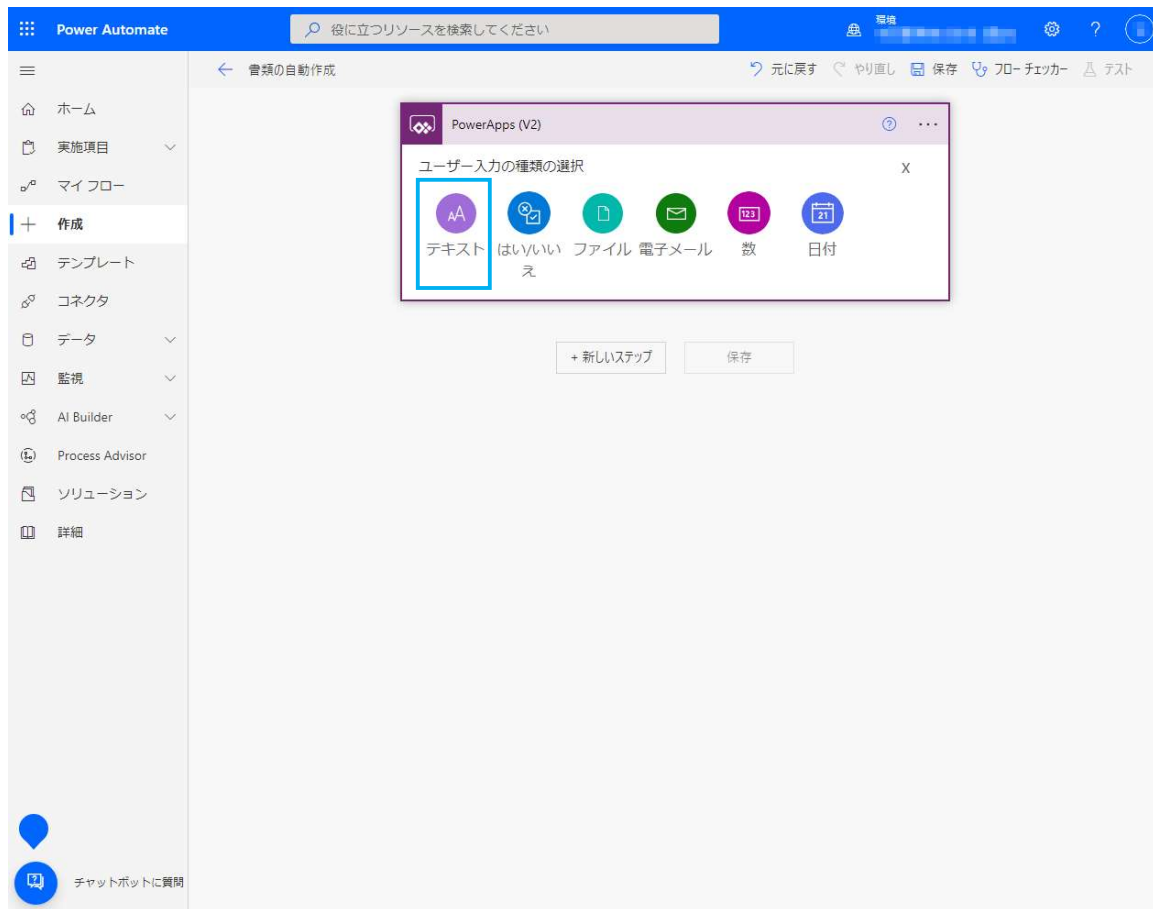 Power Automate
役に立つリソースを検索してください
環境
?
書類の自動作成
元に戻す
やり直し
保存
フロー チェッカー
テスト
ホーム
実施項目
マイ フロー
作成
テンプレート
コネクタ
データ
監視
AI Builder
Process Advisor
ソリューション
詳細
PowerApps (V2)
?
ユーザー入力の種類の選択
X
AA
123
21
テキスト
はい/いい
え
ファイル
電子メール
数
日付
+ 新しいステップ
保存
チャットボットに質問